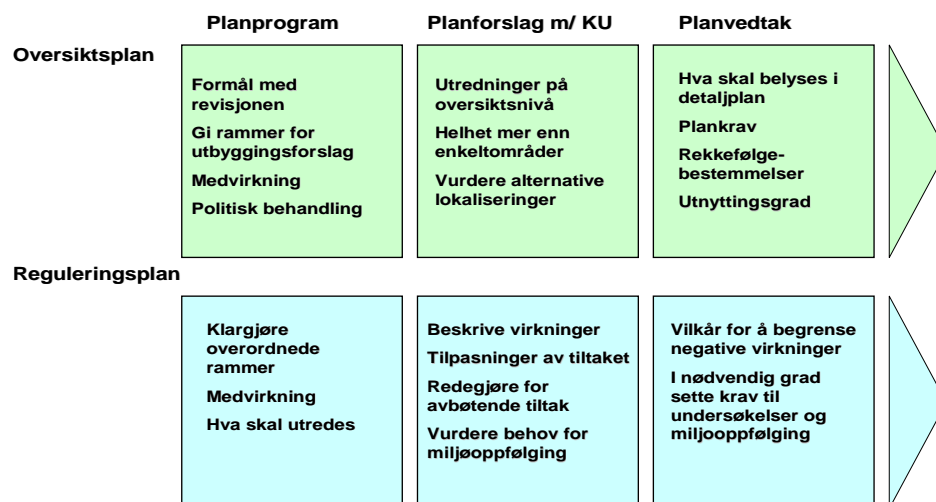 Planprogram
Planforslag m/ KU
Planvedtak
Oversiktsplan
Formål med
revisjonen
Gi rammer for
utbyggingsforslag
Medvirkning
Politisk behandling
Utredninger på
oversiktsnivå
Helhet mer enn
enkeltområder
Vurdere alternative
lokaliseringer
Hva skal belyses i
detaljplan
Plankrav
Rekkefølge-
bestemmelser
Utnyttingsgrad
Reguleringsplan
Klargjøre
overordnede
rammer
Medvirkning
Hva skal utredes
Beskrive virkninger
Tilpasninger av tiltaket
Redegjøre for
avbøtende tiltak
Vurdere behov for
miljøoppfølging
Vilkår for å begrense
negative virkninger
I nødvendig grad
sette krav til
undersøkelser og
miljooppfølging